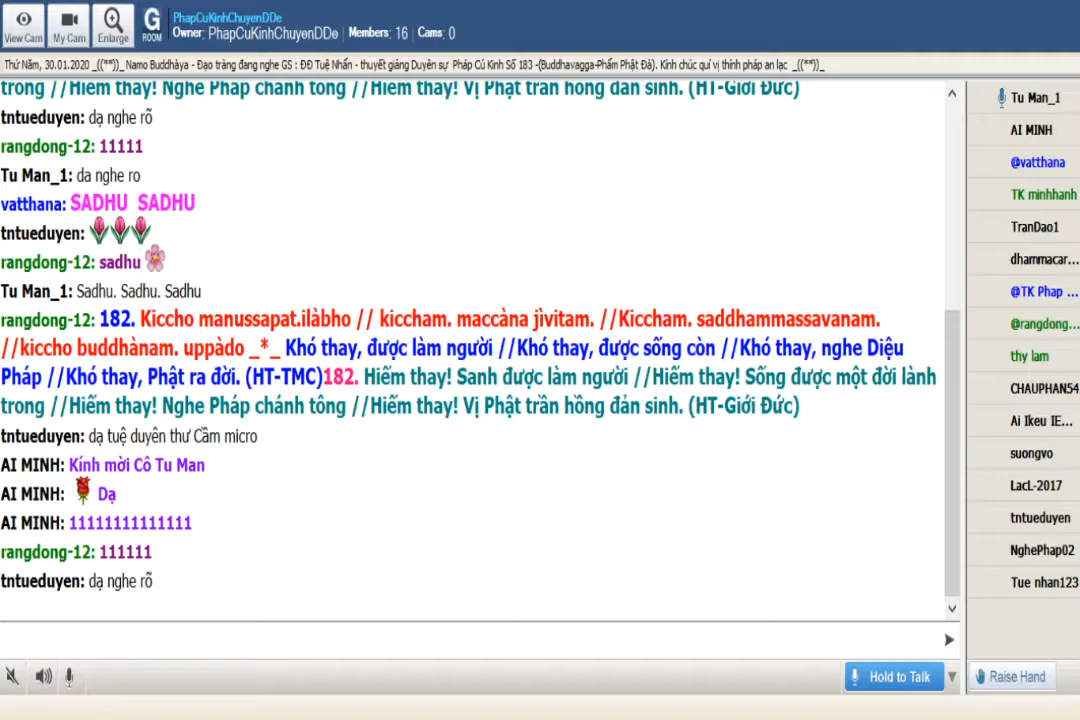 View Cam
My Cam
Enlarge
G
ROOM
PhapCuKinhChuyenDDe
Owner: PhapCuKinhChuyenDDe | Members: 16 | Cams: 0
Thứ Năm, 30.01.2020 _((**))_ Namo Buddhàya - Đạo tràng đang nghe GS : ĐĐ Tuệ Nhẫn - thuyết giảng Duyên sự Pháp Cú Kinh Số 183 -(Buddhavagga-Phẩm Phật Đà). Kính chúc quí vị thính pháp an lạc _((**))_
trong //Hiếm thay! Nghe Pháp chánh tông //Hiếm thay! Vị Phật trần hồng đản sinh. (HT-Giới Đức)
tntueduyen: dạ nghe rõ
rangdong-12: 11111
Tu Man_1: da nghe ro
vatthana: SADHU SADHU
tntueduyen:
rangdong-12: sadhu
Tu Man_1: Sadhu. Sadhu. Sadhu
rangdong-12: 182. Kiccho manussapat.ilàbho // kiccham. maccàna jìvitam. //Kiccham. saddhammassavanam.
//kiccho buddhànam. uppàdo _*_ Khó thay, được làm người //Khó thay, được sống còn //Khó thay, nghe Diệu
Pháp //Khó thay, Phật ra đời. (HT-TMC)182. Hiếm thay! Sanh được làm người //Hiếm thay! Sống được một đời lành
trong //Hiếm thay! Nghe Pháp chánh tông //Hiếm thay! Vị Phật trần hồng đản sinh. (HT-Giới Đức)
tntueduyen: dạ tuệ duyên thư Cầm micro
AI MINH: Kính mời Cô Tu Man
AI MINH: Dạ
AI MINH: 11111111111111
rangdong-12: 111111
tntueduyen: dạ nghe rõ
Tu Man_1
AI MINH
@vatthana
TK minhhanh
TranDao1
dhammacar...
@TK Phap ...
@rangdong...
thy lam
CHAUPHAN54
Ai Ikeu IE...
suongvo
LacL-2017
tntueduyen
NghePhap02
Tue nhan123
Hold to Talk
Raise Hand